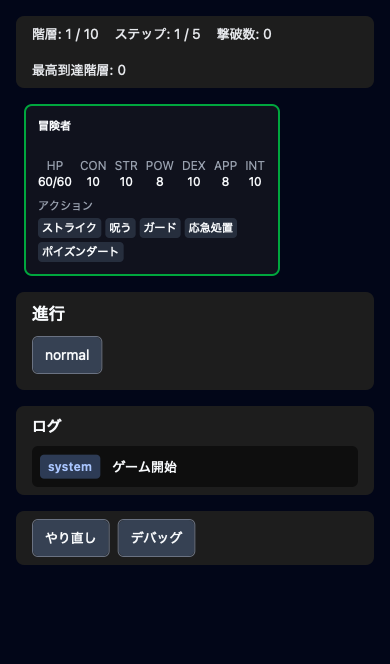 階層: 1 / 10 ステップ: 1 / 5 撃破数: 0
最高到達階層: 0
冒険者
HP CON STR POW DEX APP INT
60/60 10 10 8 10 8 10
アクション
ストライク 呪う ガード 応急処置
ポイズンダート
進行
normal
ログ
system ゲーム開始
やり直し デバッグ